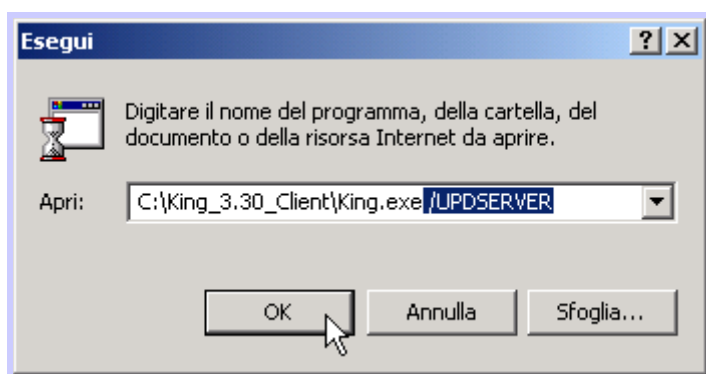 Esegui
Digitare il nome del programma, della cartella, del
documento o della risorsa Internet da aprire.
Apri: C:\King_3.30_Client\King.exe /UPDSERVER
OK Annulla Sfoglia...